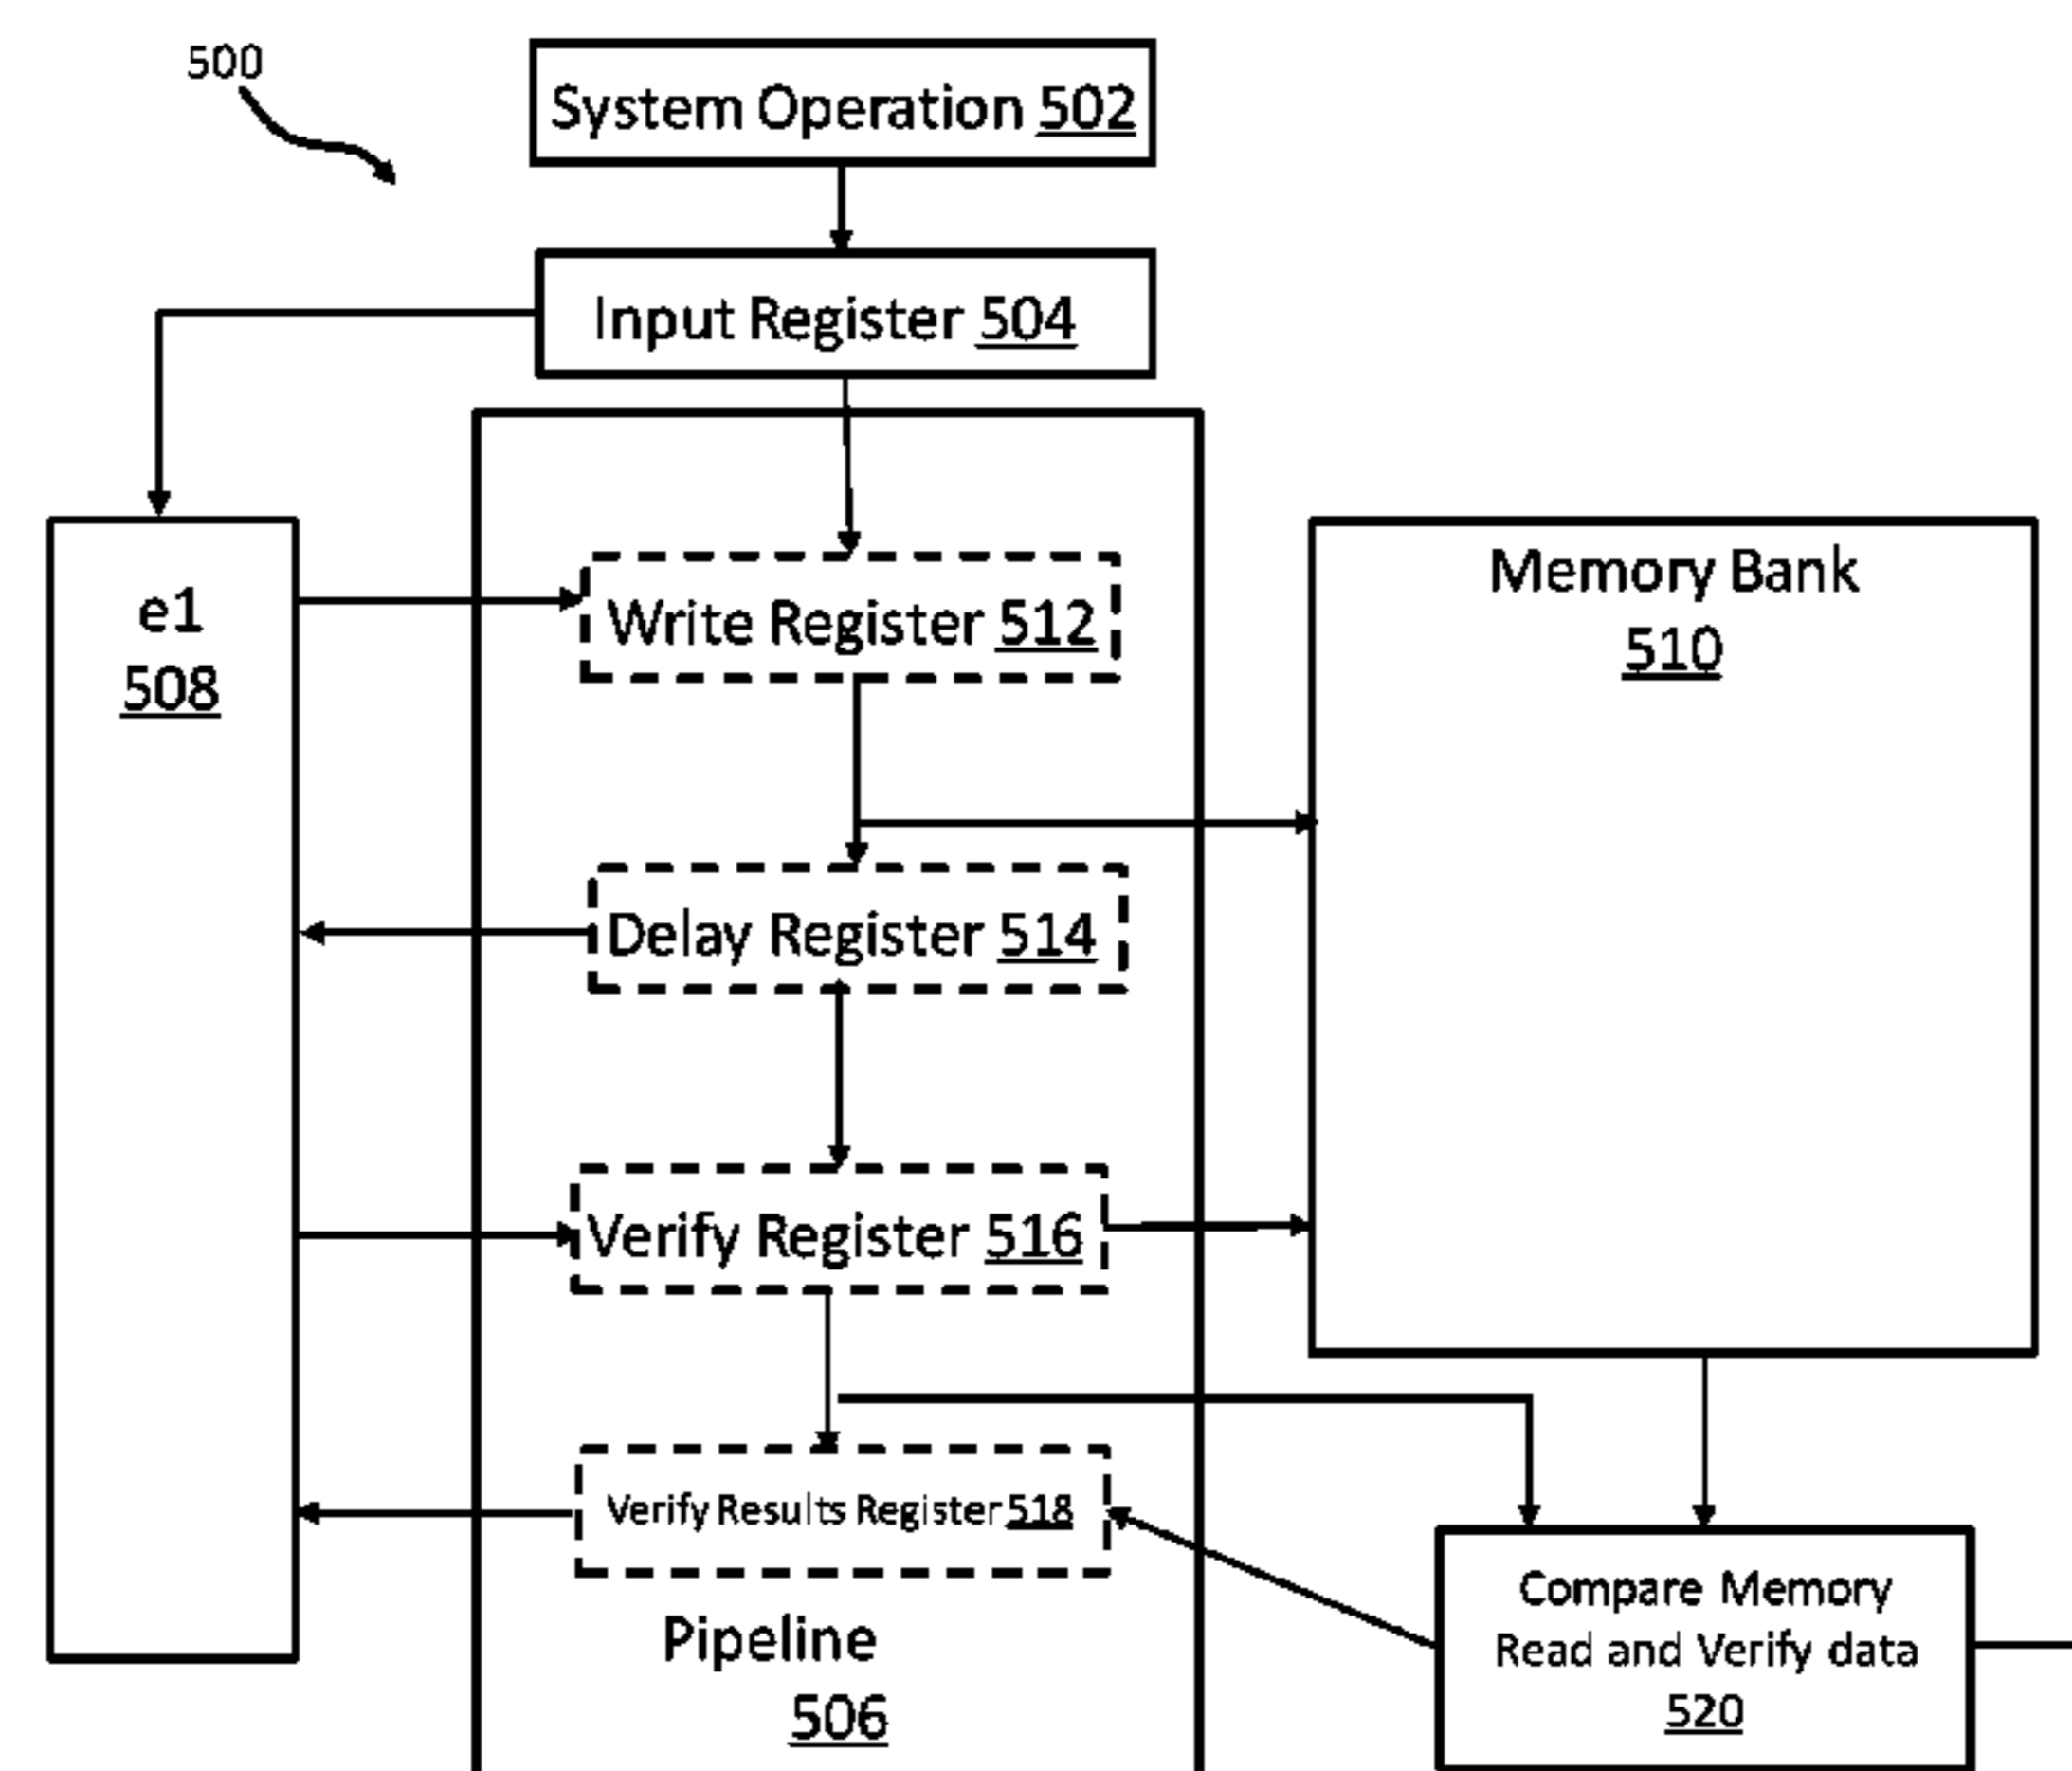 500
System Operation 502
Input Register 504
e1
508
Write Register 512
Memory Bank
510
Delay Register 514
Verify Register 516
Verify Results Register 518
Pipeline
506
Compare Memory
Read and Verify data
520